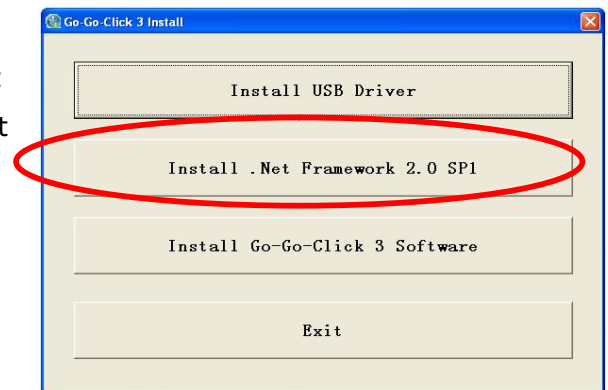 Go-Go-Click 3 Install
Install USB Driver
t
Install .Net Framework 2.0 SP1
Install Go-Go-Click 3 Software
Exit